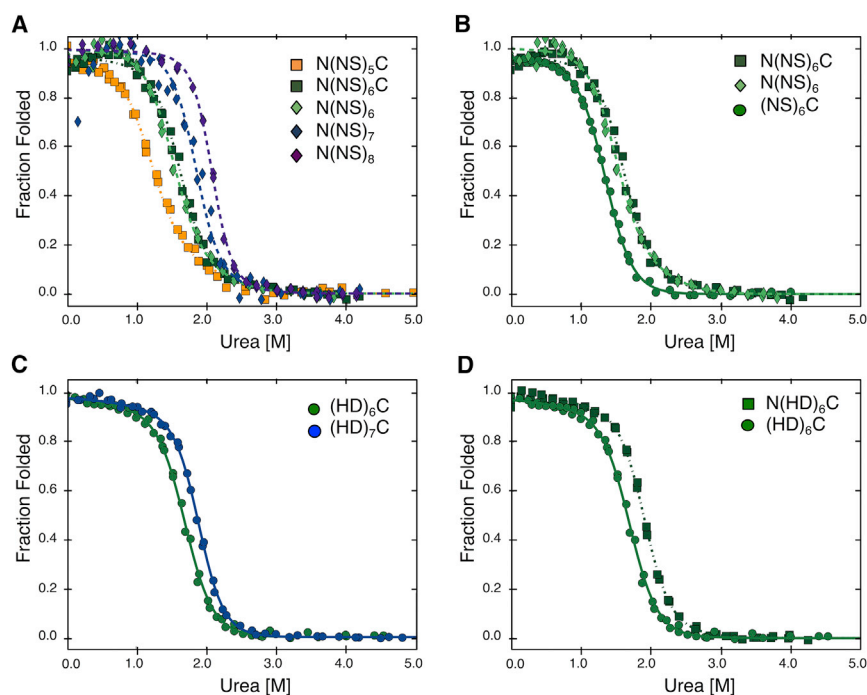 A
N(NS)₅C
N(NS)₆C
N(NS)₆
N(NS)₇
N(NS)₈
Fraction Folded
1.0
0.8
0.6
0.4
0.2
0.0
0.0 1.0 2.0 3.0 4.0 5.0
Urea [M]
B
N(NS)₆C
N(NS)₆
(NS)₆C
Fraction Folded
1.0
0.8
0.6
0.4
0.2
0.0
0.0 1.0 2.0 3.0 4.0 5.0
Urea [M]
C
(HD)₆C
(HD)₇C
Fraction Folded
1.0
0.8
0.6
0.4
0.2
0.0
0.0 1.0 2.0 3.0 4.0 5.0
Urea [M]
D
N(HD)₆C
(HD)₆C
Fraction Folded
1.0
0.8
0.6
0.4
0.2
0.0
0.0 1.0 2.0 3.0 4.0 5.0
Urea [M]